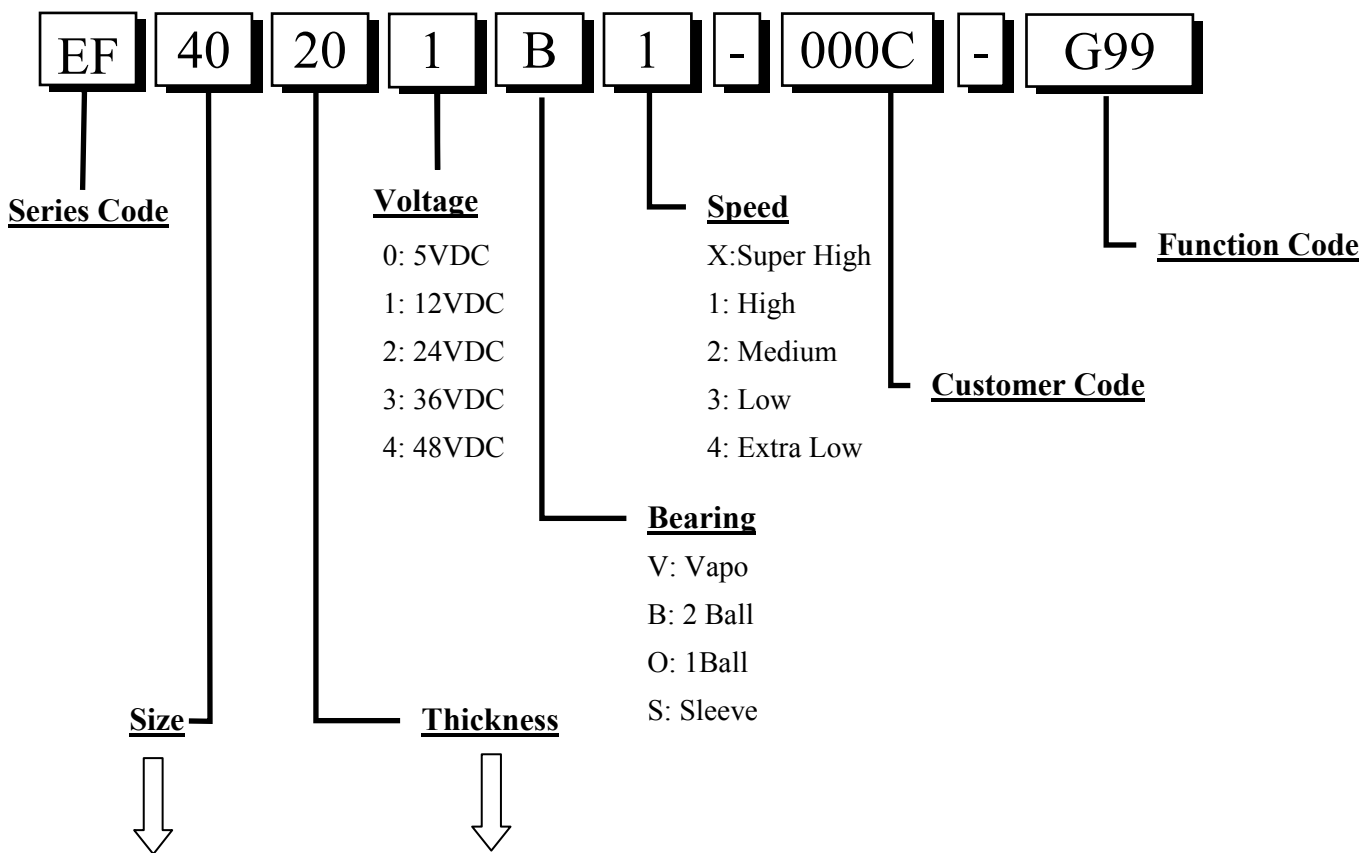 EF 40 20 1 B 1 - 000C - G99
Series Code
Voltage
0: 5VDC
1: 12VDC
2: 24VDC
3: 36VDC
4: 48VDC
Speed
X:Super High
1: High
2: Medium
3: Low
4: Extra Low
Function Code
Customer Code
Bearing
V: Vapo
B: 2 Ball
O: 1Ball
S: Sleeve
Size
Thickness